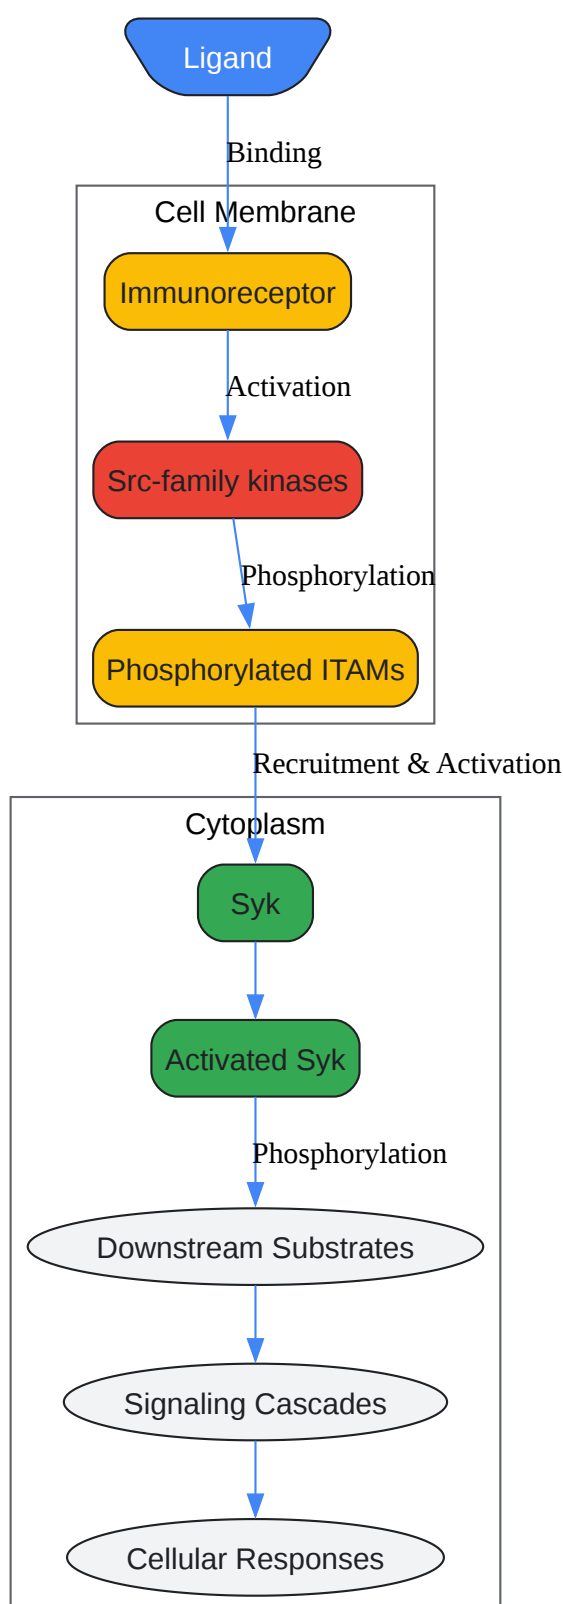 Ligand
Binding
Cell Membrane
Immunoreceptor
Activation
Src-family kinases
Phosphorylation
Phosphorylated ITAMs
Recruitment & Activation
Cytoplasm
Syk
Activated Syk
Phosphorylation
Downstream Substrates
Signaling Cascades
Cellular Responses